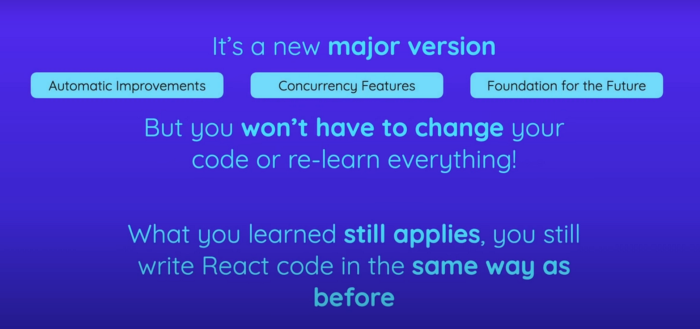 It's a new major version
Automatic Improvements
Concurrency Features
Foundation for the Future
But you won't have to change your
code or re-learn everything!
What you learned still applies, you still
write React code in the same way as
before